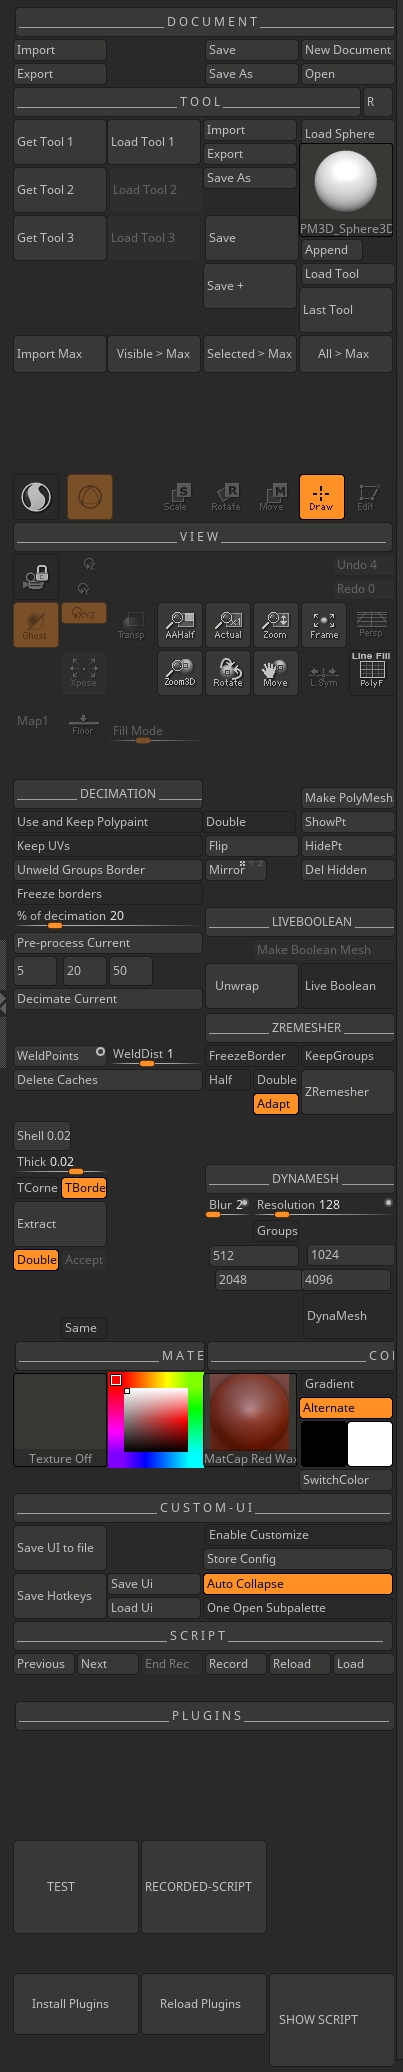 DOCUMENT
Import Save New Document
Export Save As Open
TOOL R
Get Tool 1 Load Tool 1 Import Load Sphere
Export
Get Tool 2 Load Tool 2 Save As
PM3D_Sphere3D
Get Tool 3 Load Tool 3 Save Append
Save + Load Tool
Last Tool
Import Max Visible > Max Selected > Max All > Max
S R M
Scale Rotate Move Draw Edit
VIEW
Undo 4
Redo 0
Ghost XYZ Transp AAHalf Actual Zoom Frame Persp
Line Fill
Xpose Zoom3D Rotate Move L.Sym PolyF
Map1 Floor Fill Mode
DECIMATION Make PolyMesh
Use and Keep Polypaint Double ShowPt
Keep UVs Flip HidePt
Unweld Groups Border Mirror Del Hidden
Freeze borders
% of decimation 20 LIVEBOOLEAN
Pre-process Current Make Boolean Mesh
5 20 50 Unwrap Live Boolean
Decimate Current
ZREMESHER
WeldPoints WeldDist 1 FreezeBorder KeepGroups
Delete Caches Half Double ZRemesher
Adapt
Shell 0.02
Thick 0.02 DYNAMESH
TCorne TBorde Blur 2 Resolution 128
Extract Groups
Double Accept 512 1024
2048 4096
DynaMesh
Same
MATE COL
Gradient
Alternate
Texture Off MatCap Red Wax
SwitchColor
CUSTOM-UI
Save UI to file Enable Customize
Store Config
Save Hotkeys Save Ui Auto Collapse
Load Ui One Open Subpalette
SCRIPT
Previous Next End Rec Record Reload Load
PLUGINS
TEST RECORDED-SCRIPT
Install Plugins Reload Plugins SHOW SCRIPT